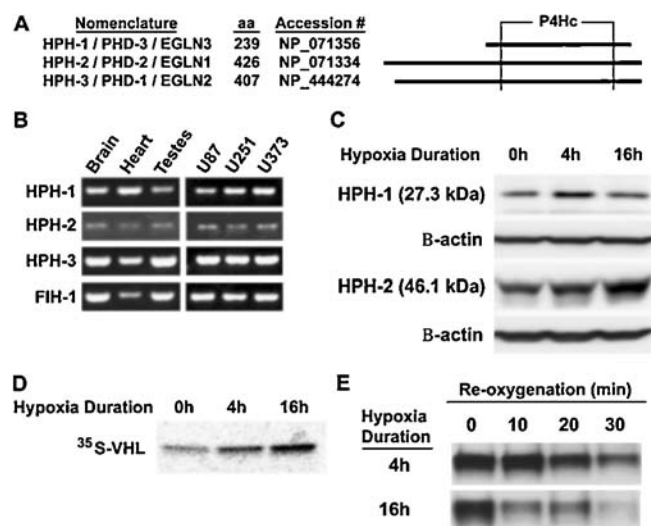 A
Nomenclature aa Accession # P4Hc
HPH-1 / PHD-3 / EGLN3 239 NP_071356
HPH-2 / PHD-2 / EGLN1 426 NP_071334
HPH-3 / PHD-1 / EGLN2 407 NP_444274
B
Brain Heart Testes U87 U251 U373
HPH-1
HPH-2
HPH-3
FIH-1
C
Hypoxia Duration 0h 4h 16h
HPH-1 (27.3 kDa)
B-actin
HPH-2 (46.1 kDa)
B-actin
D
Hypoxia Duration 0h 4h 16h
35S-VHL
E
Re-oxygenation (min)
Hypoxia Duration 0 10 20 30
4h
16h